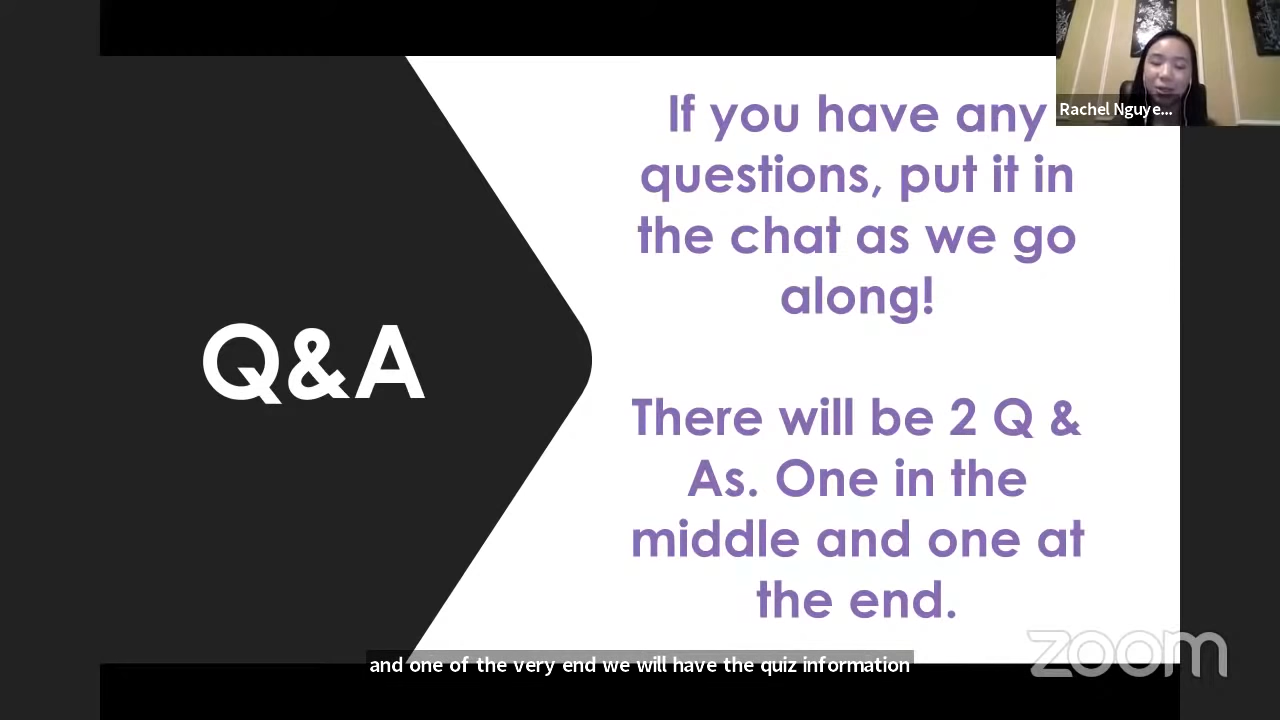 Rachel Nguye...
If you have any
questions, put it in
the chat as we go
along!
Q&A
There will be 2 Q &
As. One in the
middle and one at
the end.
zoom
and one of the very end we will have the quiz information